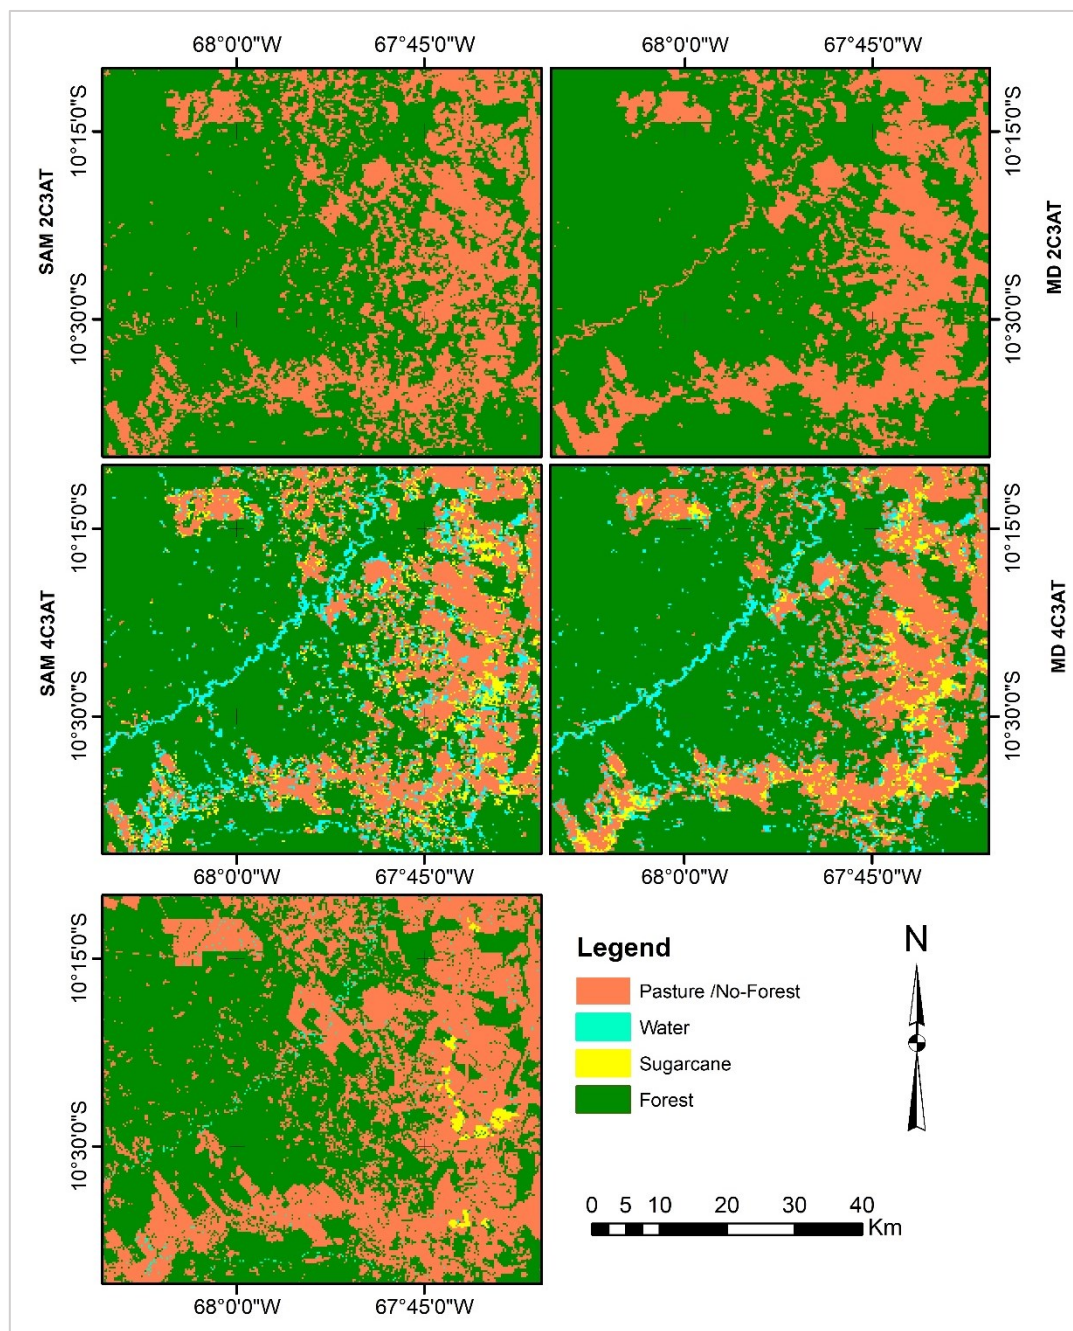 68°0'0"W 67°45'0"W 68°0'0"W 67°45'0"W
10°15'0"S
10°30'0"S
SAM 2C3AT
10°15'0"S
10°30'0"S
MD 2C3AT
10°15'0"S
10°30'0"S
SAM 4C3AT
10°15'0"S
10°30'0"S
MD 4C3AT
68°0'0"W 67°45'0"W 68°0'0"W 67°45'0"W
10°15'0"S
10°30'0"S
68°0'0"W 67°45'0"W
Legend
Pasture /No-Forest
Water
Sugarcane
Forest
N
0 5 10 20 30 40
Km